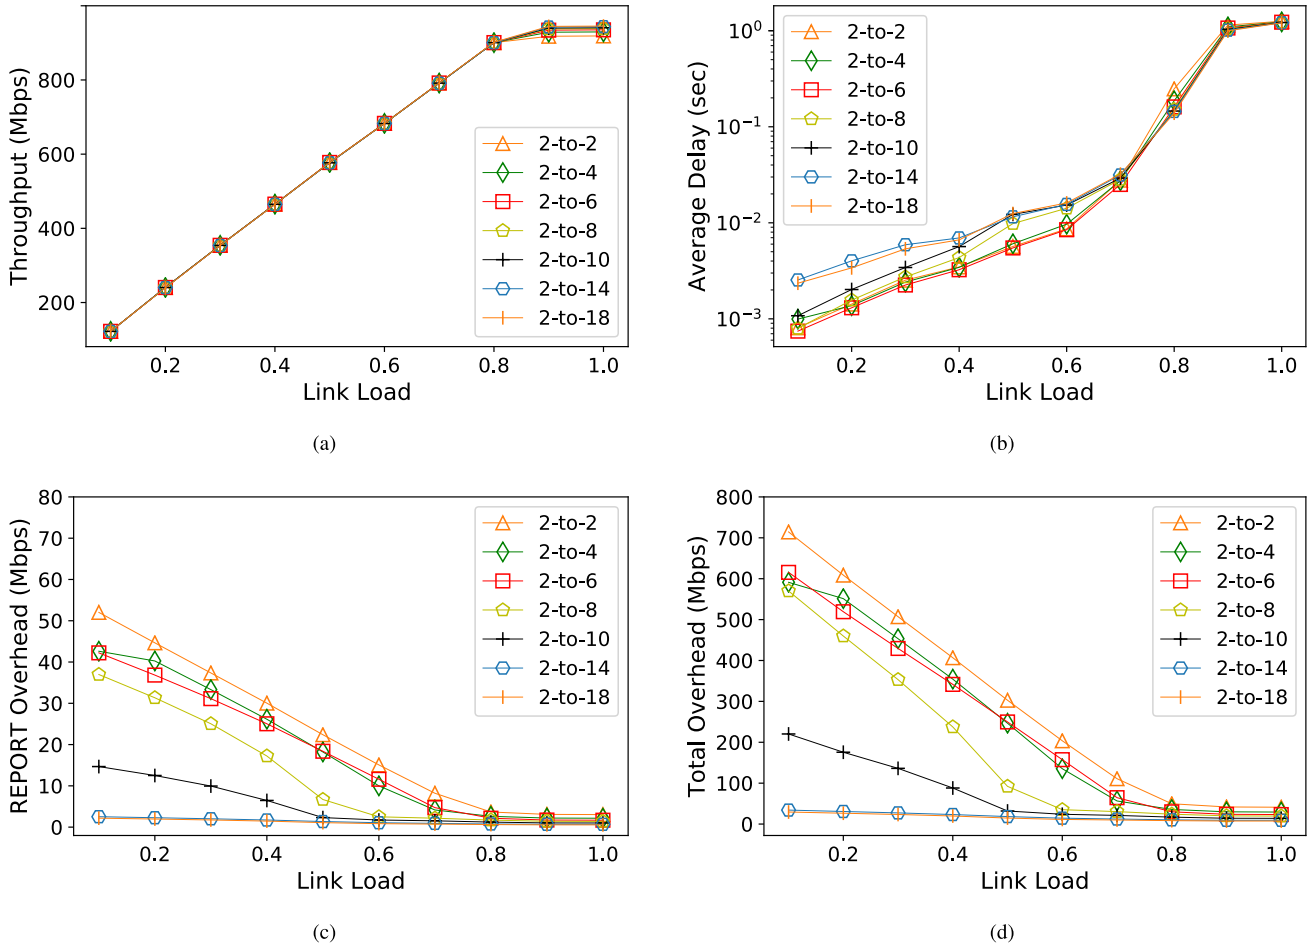 Throughput (Mbps)
800
600
400
200
0.2 0.4 0.6 0.8 1.0
Link Load
2-to-2
2-to-4
2-to-6
2-to-8
2-to-10
2-to-14
2-to-18
(a)
Average Delay (sec)
10⁰
10⁻¹
10⁻²
10⁻³
0.2 0.4 0.6 0.8 1.0
Link Load
2-to-2
2-to-4
2-to-6
2-to-8
2-to-10
2-to-14
2-to-18
(b)
REPORT Overhead (Mbps)
80
70
60
50
40
30
20
10
0
0.2 0.4 0.6 0.8 1.0
Link Load
2-to-2
2-to-4
2-to-6
2-to-8
2-to-10
2-to-14
2-to-18
(c)
Total Overhead (Mbps)
800
700
600
500
400
300
200
100
0
0.2 0.4 0.6 0.8 1.0
Link Load
2-to-2
2-to-4
2-to-6
2-to-8
2-to-10
2-to-14
2-to-18
(d)